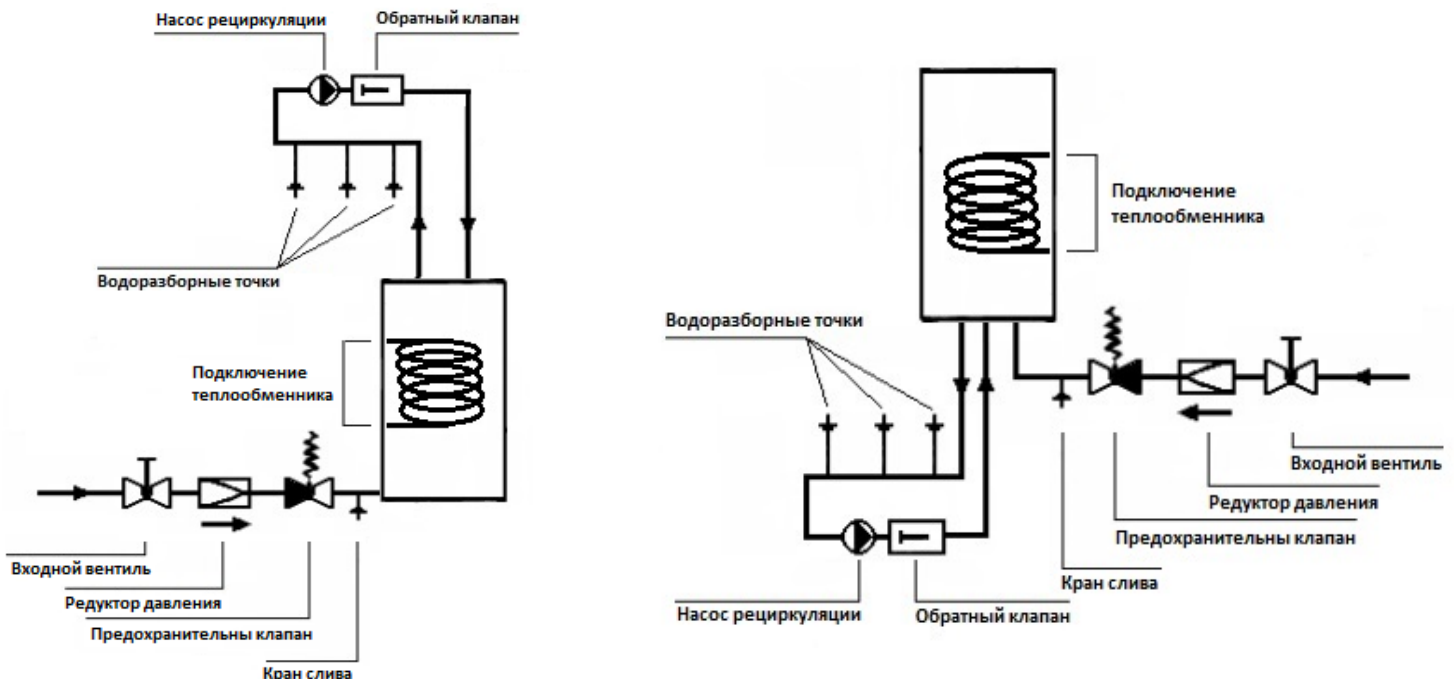 Насос рециркуляции
Обратный клапан
Водоразборные точки
Подключение
теплообменника
Входной вентиль
Редуктор давления
Предохранительны клапан
Кран слива
Подключение
теплообменника
Водоразборные точки
Входной вентиль
Редуктор давления
Предохранительны клапан
Кран слива
Насос рециркуляции
Обратный клапан